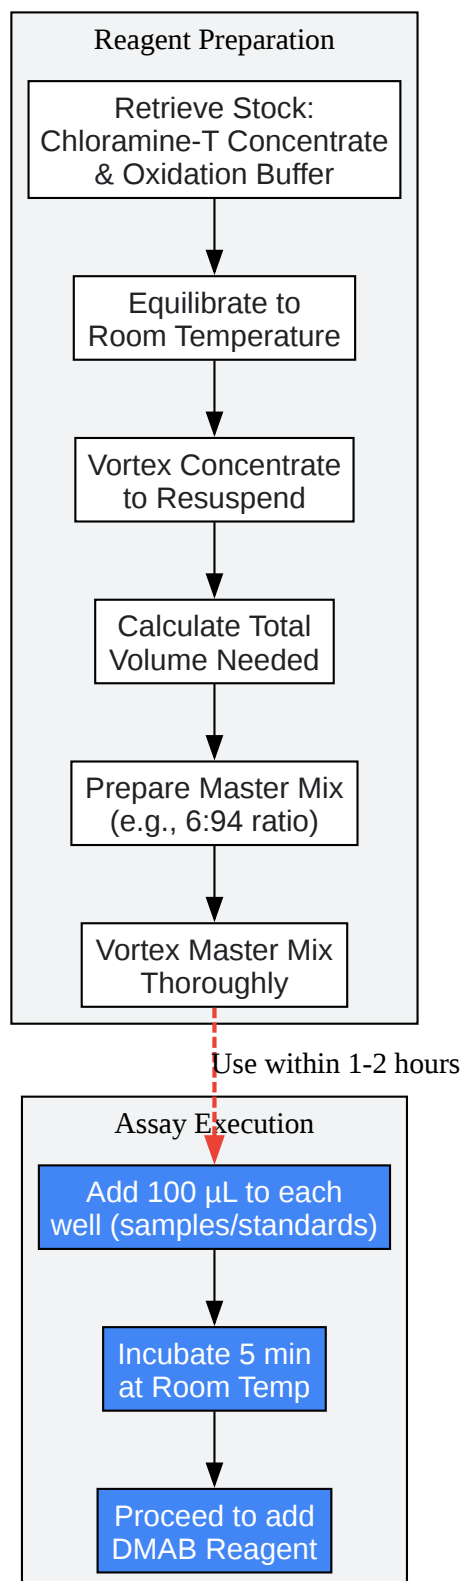 Reagent Preparation
Retrieve Stock:
Chloramine-T Concentrate
& Oxidation Buffer
Equilibrate to
Room Temperature
Vortex Concentrate
to Resuspend
Calculate Total
Volume Needed
Prepare Master Mix
(e.g., 6:94 ratio)
Vortex Master Mix
Thoroughly
Use within 1-2 hours
Assay Execution
Add 100 µL to each
well (samples/standards)
Incubate 5 min
at Room Temp
Proceed to add
DMAB Reagent